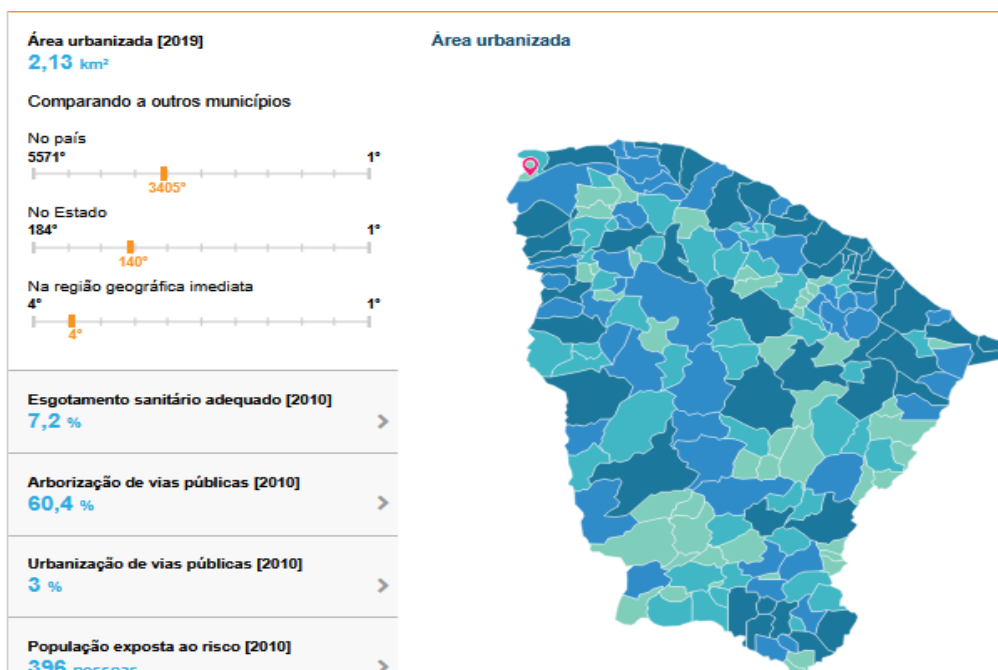 Área urbanizada [2019]
2,13 km²
Comparando a outros municípios
No país
5571° 1°
3405°
No Estado
184° 1°
140°
Na região geográfica imediata
4° 1°
4°
Esgotamento sanitário adequado [2010]
7,2 %
Arborização de vias públicas [2010]
60,4 %
Urbanização de vias públicas [2010]
3 %
População exposta ao risco [2010]
396 pessoas
Área urbanizada